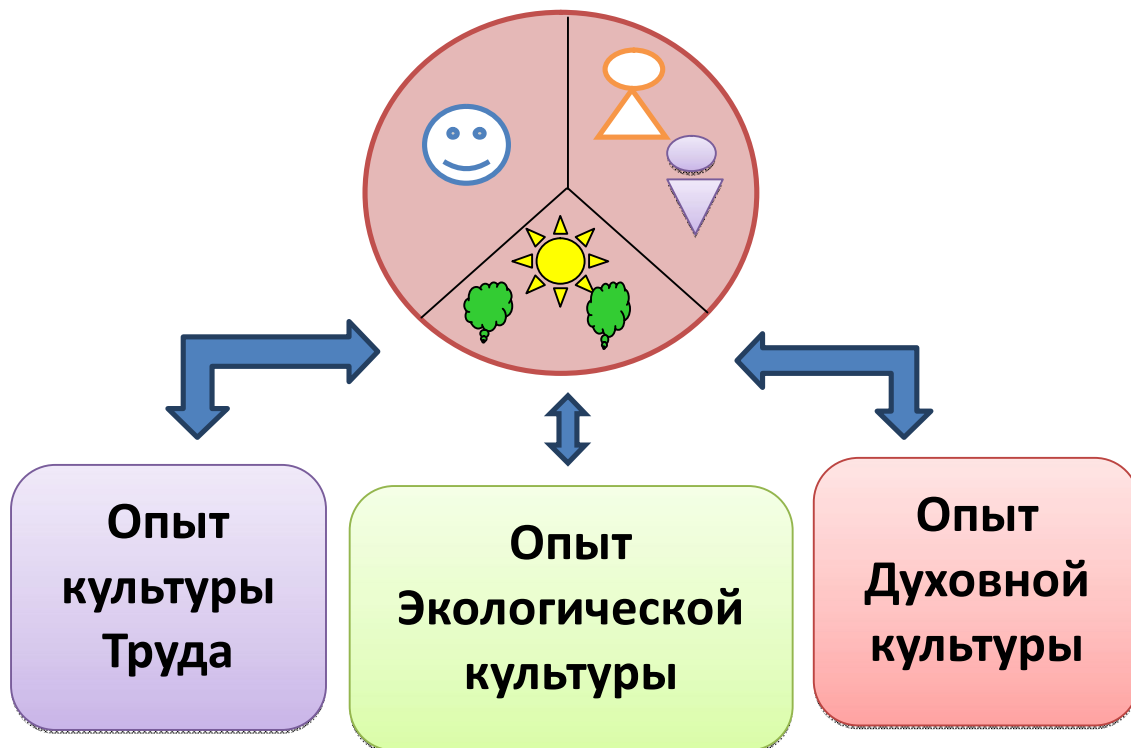 Опыт
культуры
Труда
Опыт
Экологической
культуры
Опыт
Духовной
культуры